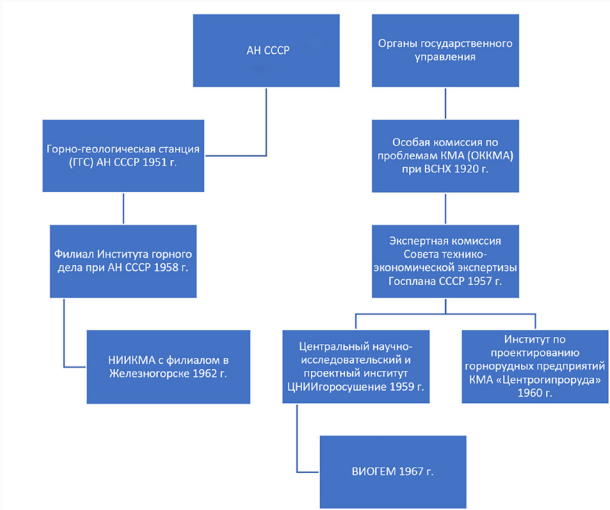 АН СССР
Органы государственного
управления
Горно-геологическая станция
(ГГС) АН СССР 1951 г.
Особая комиссия по
проблемам КМА (ОККМА)
при ВСНХ 1920 г.
Филиал Института горного
дела при АН СССР 1958 г.
Экспертная комиссия
Совета технико-
экономической экспертизы
Госплана СССР 1957 г.
НИИКМА с филиалом в
Железногорске 1962 г.
Центральный научно-
исследовательский и
проектный институт
ЦНИИгоросушение 1959 г.
Институт по
проектированию
горнорудных предприятий
КМА «Центрогипроруда»
1960 г.
ВИОГЕМ 1967 г.